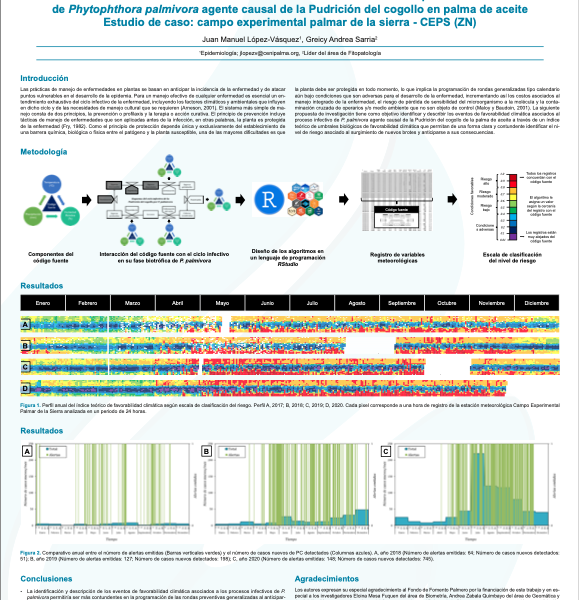 de Phytophthora palmivora agente causal de la Pudrición del cogollo en palma de aceite
Estudio de caso: campo experimental palmar de la sierra - CEPS (ZN)
Juan Manuel López-Vásquez¹, Greicy Andrea Sarria²
¹Epidemiología; jlopezv@cenipalma.org, ²Líder del área de Fitopatología
Introducción
Las prácticas de manejo de enfermedades en plantas se basan en anticipar la incidencia de la enfermedad y de atacar
puntos vulnerables en el desarrollo de la epidemia. Para un manejo efectivo de cualquier enfermedad es esencial un en-
tendimiento exhaustivo del ciclo infectivo de la enfermedad, incluyendo los factores climáticos y ambientales que influyen
en dicho ciclo y de las necesidades de manejo cultural que se requieren (Arneson, 2001). El sistema más simple de ma-
nejo consta de dos principios, la prevención o profilaxis y la terapia o acción curativa. El principio de prevención incluye
tácticas de manejo de enfermedades que son aplicadas antes de la infección, en otras palabras, la planta es protegida
de la enfermedad (Fry, 1982). Como el principio de protección depende única y exclusivamente del establecimiento de
una barrera química, biológica o física entre el patógeno y la planta susceptible, una de las mayores dificultades es que
la planta debe ser protegida en todo momento, lo que implica la programación de rondas generalizadas tipo calendario
aún bajo condiciones que son adversas para el desarrollo de la enfermedad, incrementando así los costos asociados al
manejo integrado de la enfermedad, el riesgo de pérdida de sensibilidad del microorganismo a la molécula y la conta-
minación cruzada de operarios y/o medio ambiente que no son objeto de control (Maloy y Baudoin, 2001). La siguiente
propuesta de investigación tiene como objetivo identificar y describir los eventos de favorabilidad climática asociados al
proceso infectivo de P. palmivora agente causal de la Pudrición del cogollo de la palma de aceite a través de un índice
teórico de umbrales biológicos de favorabilidad climática que permitan de una forma clara y contundente identificar el ni-
vel de riesgo asociado al surgimiento de nuevos brotes y anticiparse a sus consecuencias.
Metodología
Componentes del
código fuente
Interacción del código fuente con el ciclo infectivo
en su fase biotrófica de P. palmivora
R
Diseño de los algoritmos en
un lenguaje de programación
RStudio
Código fuente
Registro de variables
meteorológicas
Condiciones favorables
Riesgo
alto
Riesgo
moderado
Riesgo
bajo
Condiciones
adversas
Todos los registros
concuerdan con el
código fuente
El algoritmo le
asigna un valor
según la cercanía
del registro con el
código fuente
Los registros están
muy alejados del
código fuente
Escala de clasificación
del nivel de riesgo
Resultados
Enero Febrero Marzo Abril Mayo Junio Julio Agosto Septiembre Octubre Noviembre Diciembre
A
B
C
D
Figura 1. Perfil anual del índice teórico de favorabilidad climática según escala de clasificación del riesgo. Perfil A, 2017; B, 2018; C, 2019; D, 2020. Cada pixel corresponde a una hora de registro de la estación meteorológica Campo Experimental
Palmar de la Sierra analizada en un periodo de 24 horas.
Resultados
A
B
C
Figura 2. Comparativo anual entre el número de alertas emitidas (Barras verticales verdes) y el número de casos nuevos de PC detectados (Columnas azules). A, año 2018 (Número de alertas emitidas: 64; Número de casos nuevos detectados:
51); B, año 2019 (Número de alertas emitidas: 127; Número de casos nuevos detectados: 198); C, año 2020 (Número de alertas emitidas: 148; Número de casos nuevos detectados: 745).
Conclusiones
• La identificación y descripción de los eventos de favorabilidad climática asociados a los procesos infectivos de P.
palmivora permitiría ser más contundentes en la programación de las rondas preventivas generalizadas al anticipar-
Agradecimientos
Los autores expresan su especial agradecimiento al Fondo de Fomento Palmero por la financiación de este trabajo y en es-
pecial a los investigadores Eloina Mesa Fuquen del área de Biometría, Andrea Zabala Quimbayo del área de Geomática y